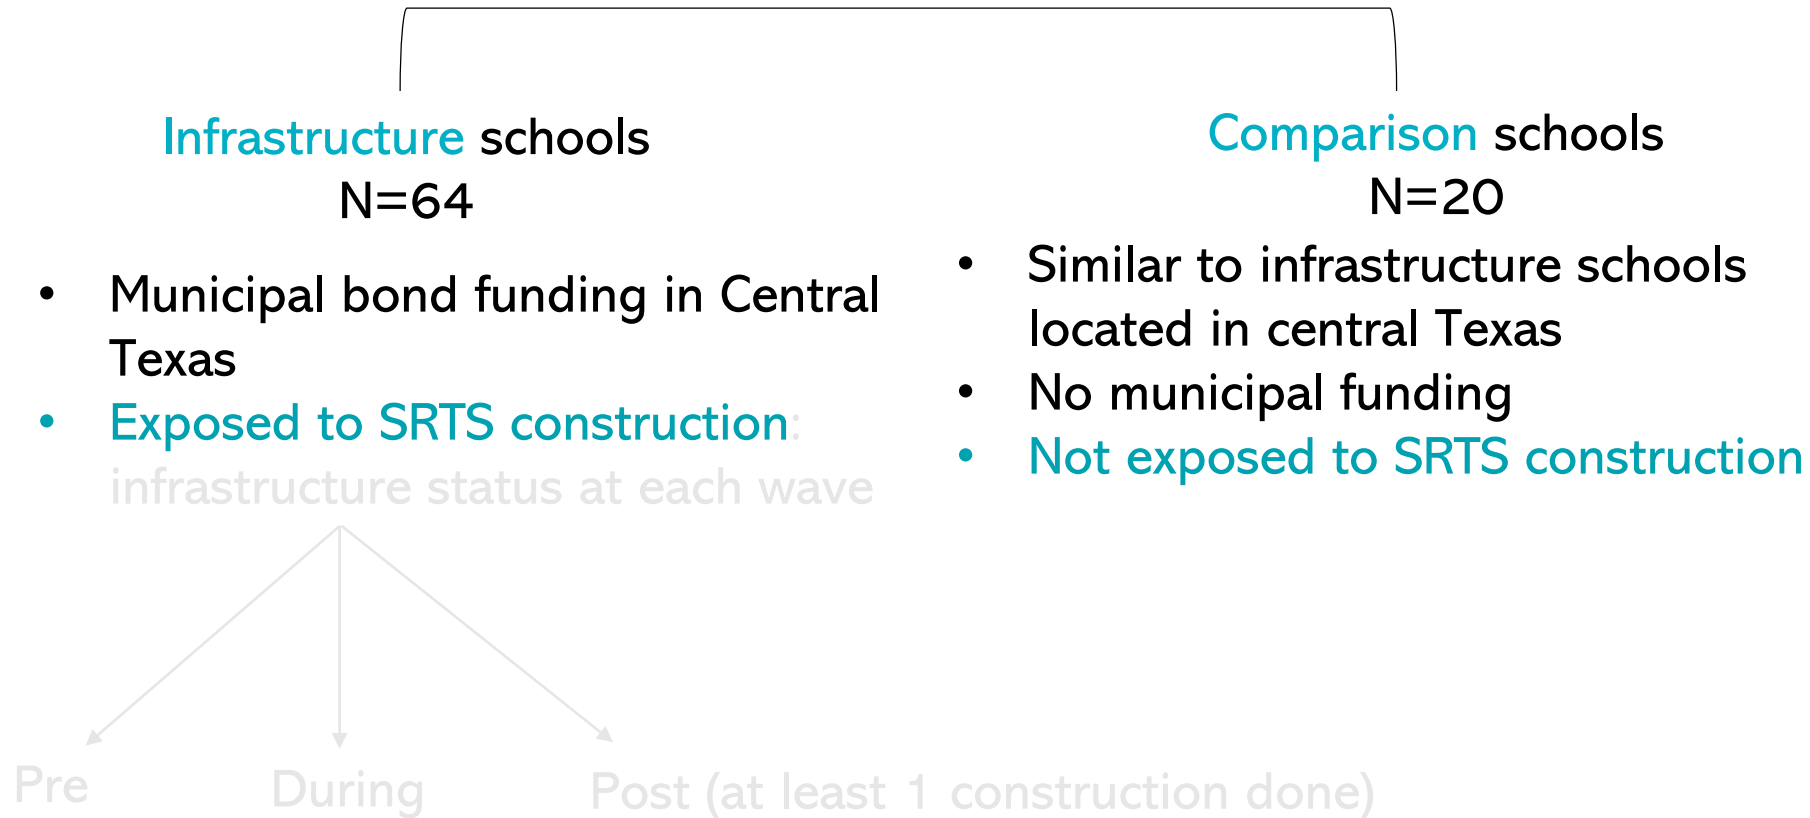 Infrastructure schools
N=64
• Municipal bond funding in Central
Texas
• Exposed to SRTS construction:
infrastructure status at each wave
Pre
During
Post (at least 1 construction done)
Comparison schools
N=20
• Similar to infrastructure schools
located in central Texas
• No municipal funding
• Not exposed to SRTS construction